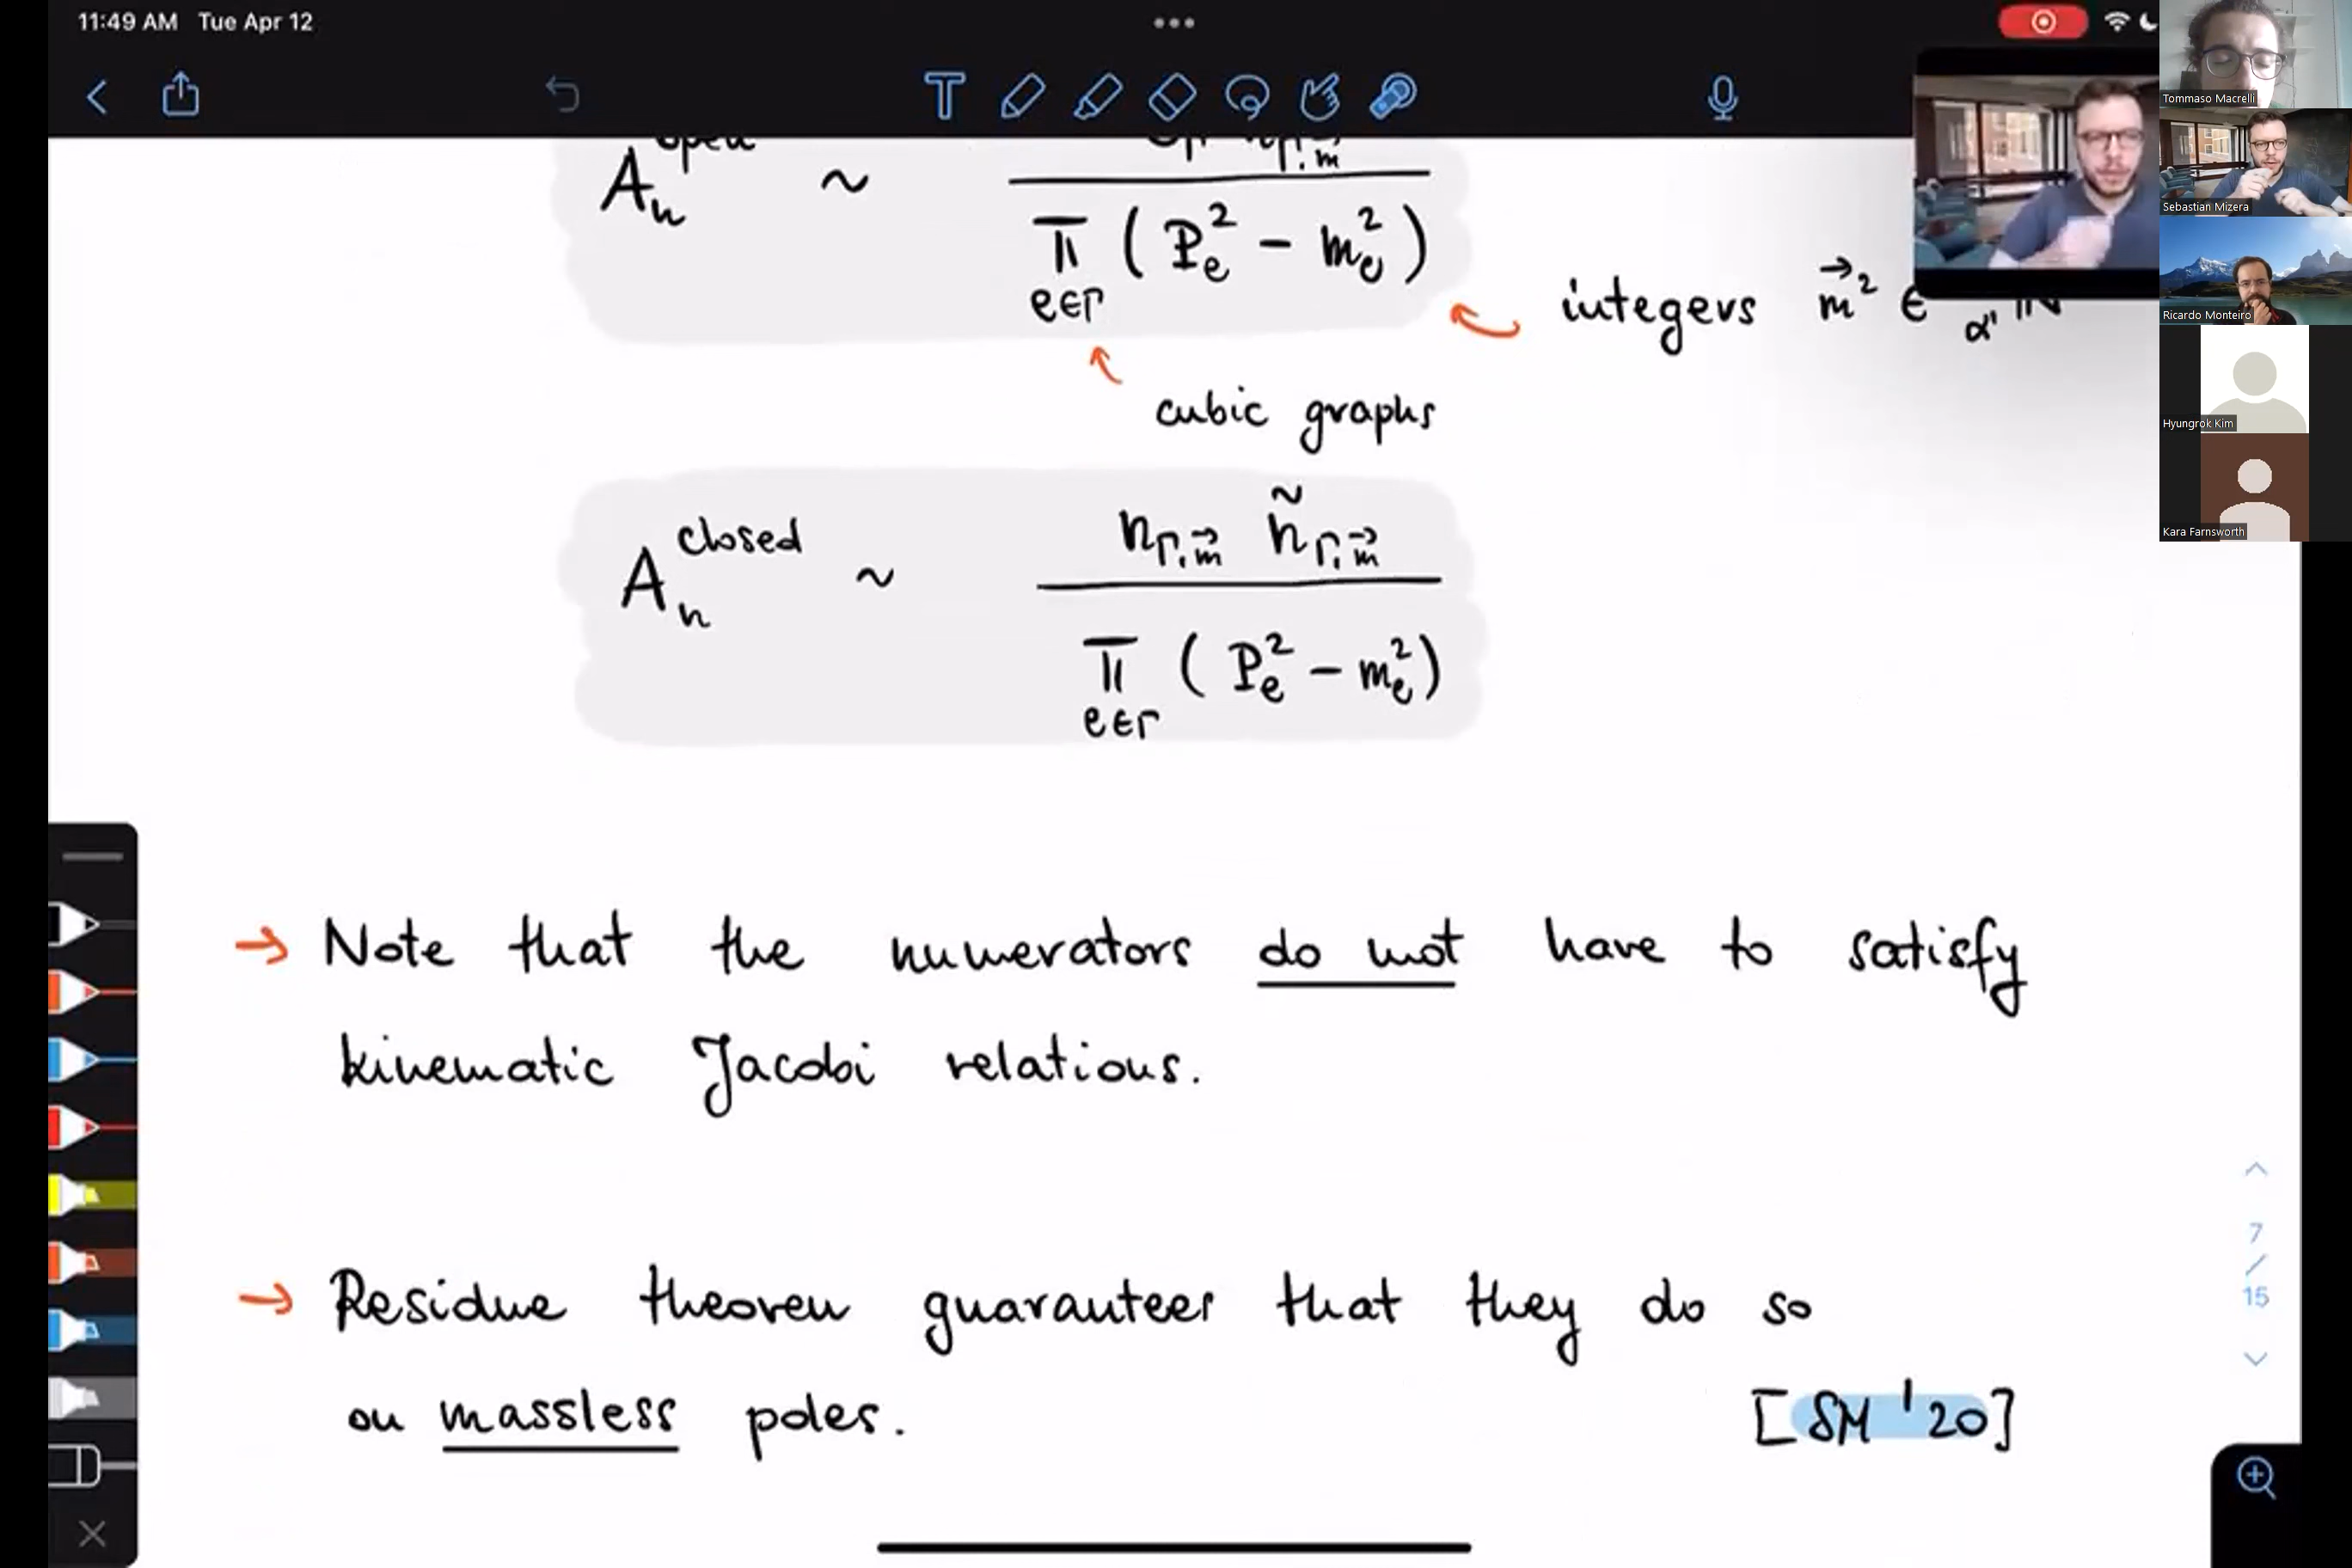 11:49 AM Tue Apr 12
A_n^open ~
∏_{e∈Γ} ( P_e^2 - m_e^2 )
integers m⃗^2 ∈
α'
cubic graphs
A_n^closed ~ n_{Γ,m⃗} ñ_{Γ,m⃗}
∏_{e∈Γ} ( P_e^2 - m_e^2 )
→ Note that the numerators do not have to satisfy
kinematic Jacobi relations.
→ Residue theorem guarantees that they do so
on massless poles. [SM '20]
7
/
15
Tommaso Macrelli
Sebastian Mizera
Ricardo Monteiro
Hyungrok Kim
Kara Farnsworth